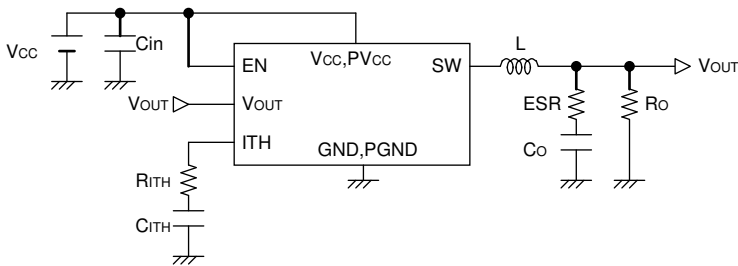 VCC
Cin
EN
VCC,PVCC
SW
L
VOUT
VOUT
VOUT
ESR
RO
ITH
GND,PGND
CO
RITH
CITH